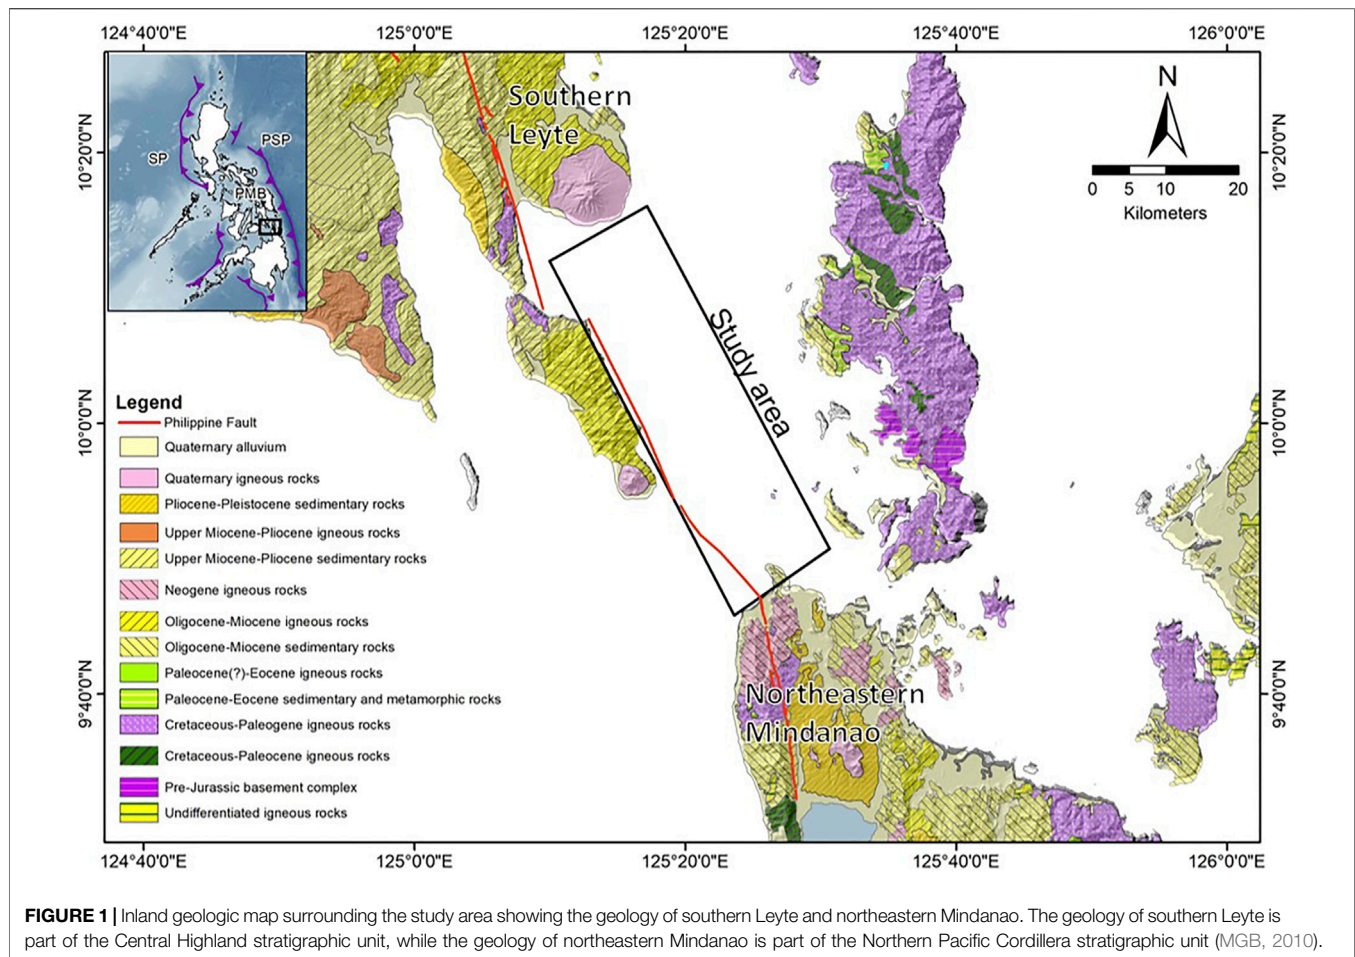 124°40'0"E 125°0'0"E 125°20'0"E 125°40'0"E 126°0'0"E
SP
PSP
PMB
Southern
Leyte
N
0 5 10 20
Kilometers
10°20'0"N
10°20'0"N
Study area
10°0'0"N
10°0'0"N
Legend
Philippine Fault
Quaternary alluvium
Quaternary igneous rocks
Pliocene-Pleistocene sedimentary rocks
Upper Miocene-Pliocene igneous rocks
Upper Miocene-Pliocene sedimentary rocks
Neogene igneous rocks
Oligocene-Miocene igneous rocks
Oligocene-Miocene sedimentary rocks
Paleocene(?)-Eocene igneous rocks
Paleocene-Eocene sedimentary and metamorphic rocks
Cretaceous-Paleogene igneous rocks
Cretaceous-Paleocene igneous rocks
Pre-Jurassic basement complex
Undifferentiated igneous rocks
9°40'0"N
9°40'0"N
Northeastern
Mindanao
124°40'0"E 125°0'0"E 125°20'0"E 125°40'0"E 126°0'0"E
FIGURE 1 | Inland geologic map surrounding the study area showing the geology of southern Leyte and northeastern Mindanao. The geology of southern Leyte is
part of the Central Highland stratigraphic unit, while the geology of northeastern Mindanao is part of the Northern Pacific Cordillera stratigraphic unit (MGB, 2010).